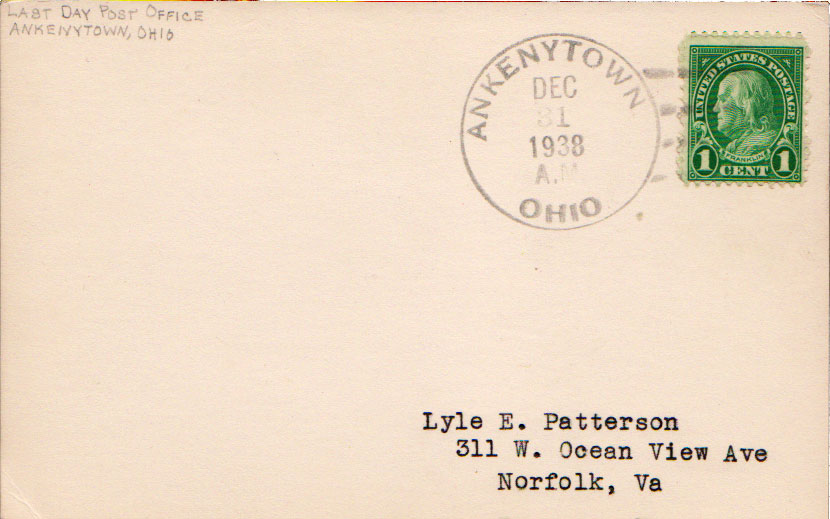 LAST DAY POST OFFICE
ANKENYTOWN, OHIO
ANKENYTOWN
DEC
31
1938
A.M
OHIO
UNITED STATES POSTAGE
FRANKLIN
1 CENT 1
Lyle E. Patterson
311 W. Ocean View Ave
Norfolk, Va